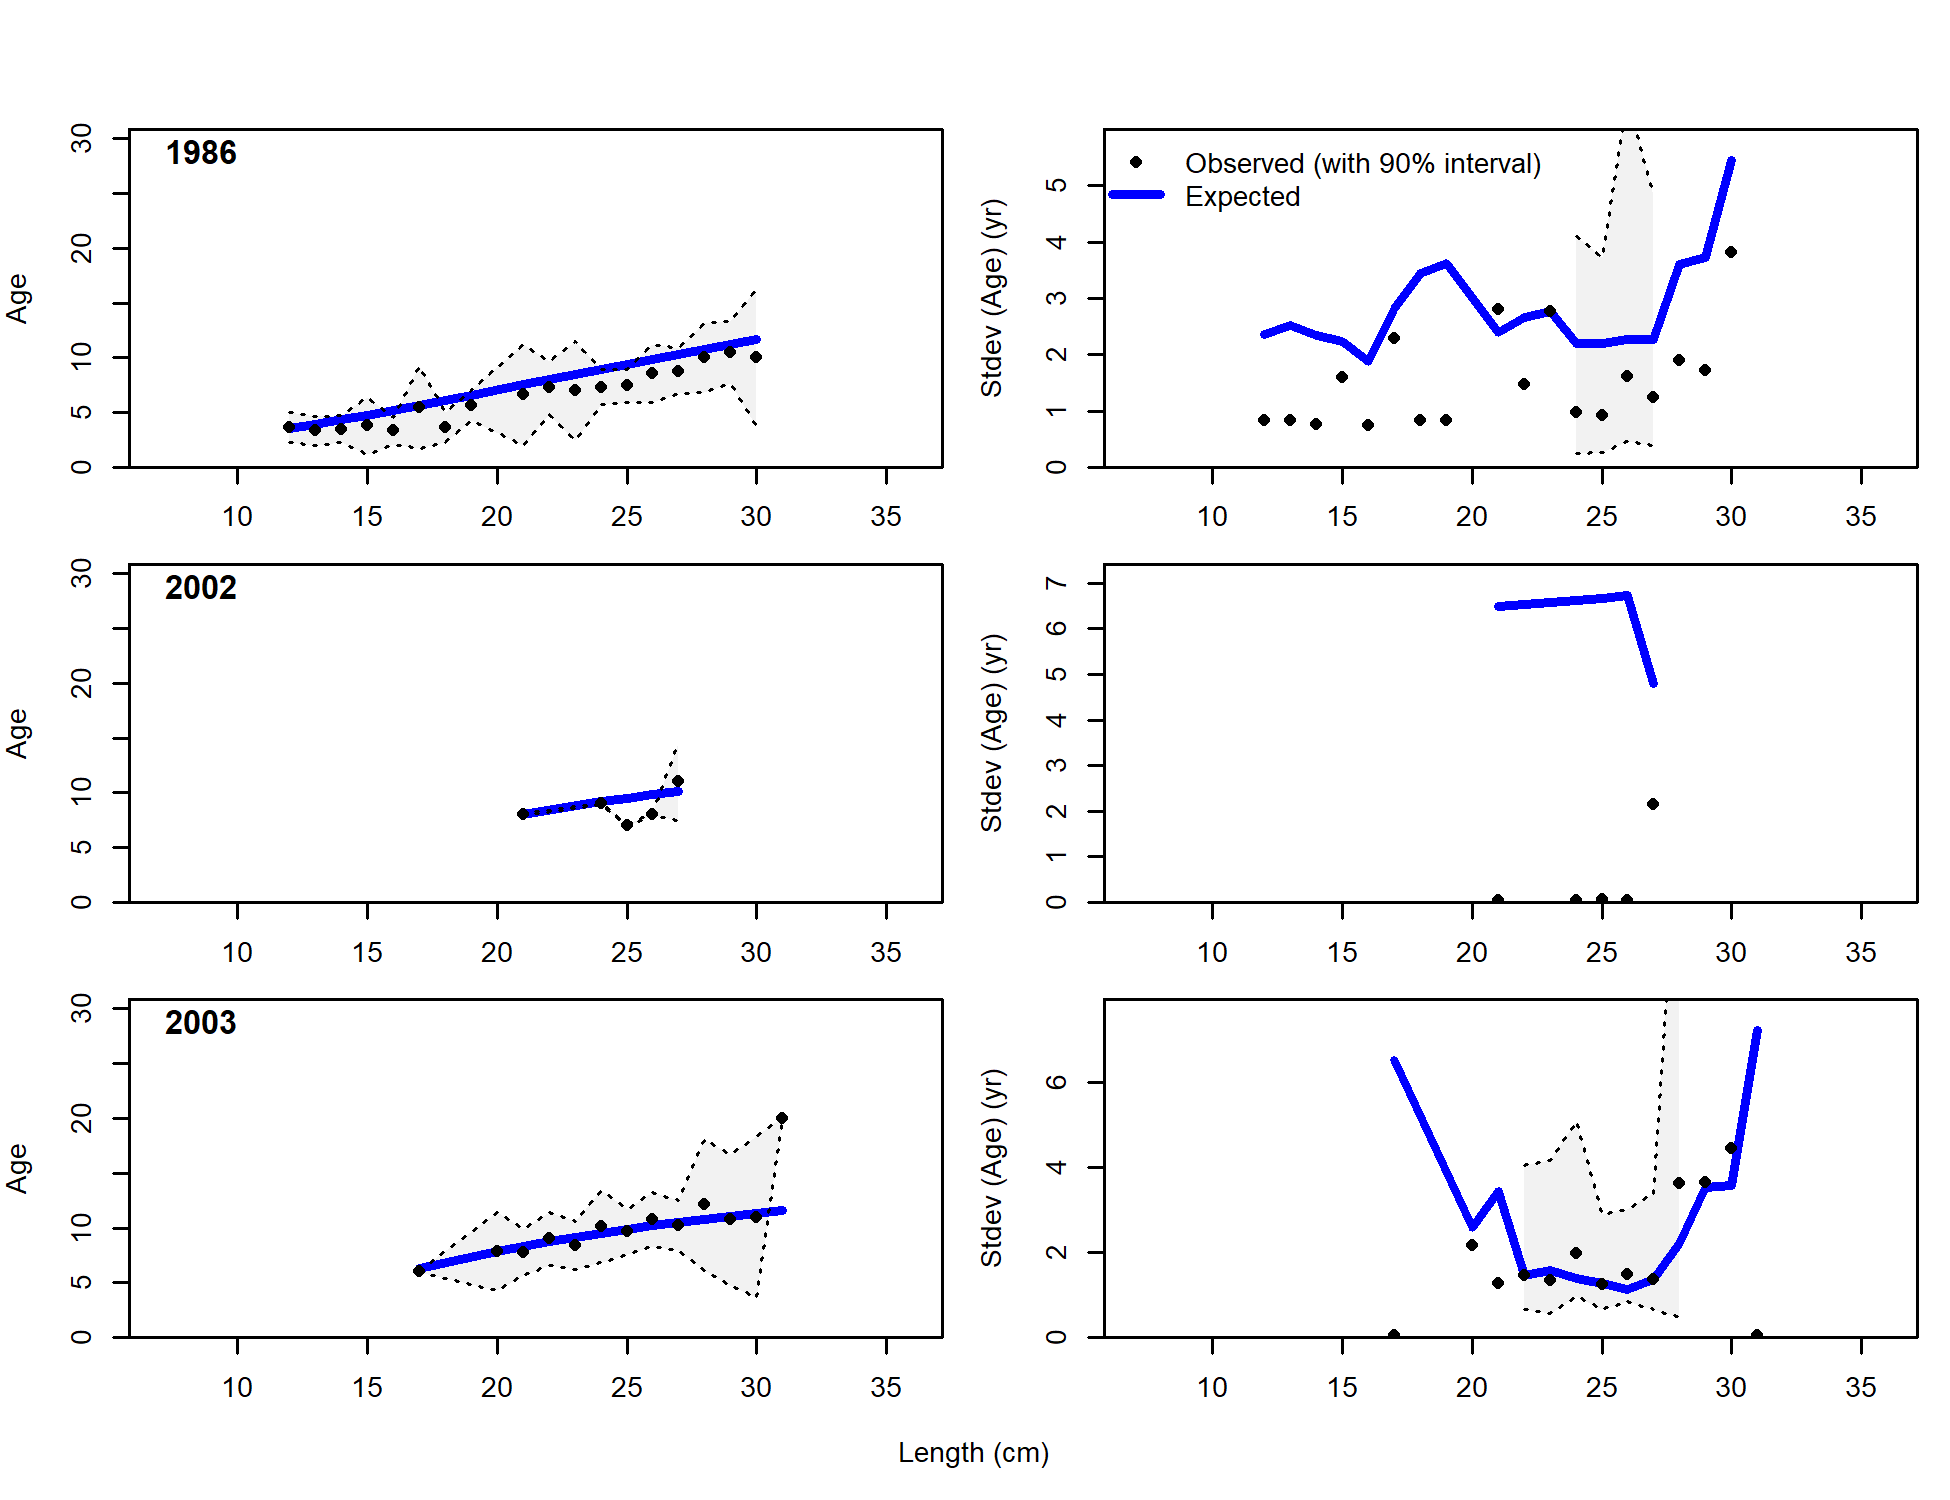 1986
Age
0 5 10 20 30
10 15 20 25 30 35
Observed (with 90% interval)
Expected
Stdev (Age) (yr)
0 1 2 3 4 5
10 15 20 25 30 35
2002
Age
0 5 10 20 30
10 15 20 25 30 35
Stdev (Age) (yr)
0 1 2 3 4 5 6 7
10 15 20 25 30 35
2003
Age
0 5 10 20 30
10 15 20 25 30 35
Stdev (Age) (yr)
0 2 4 6
10 15 20 25 30 35
Length (cm)